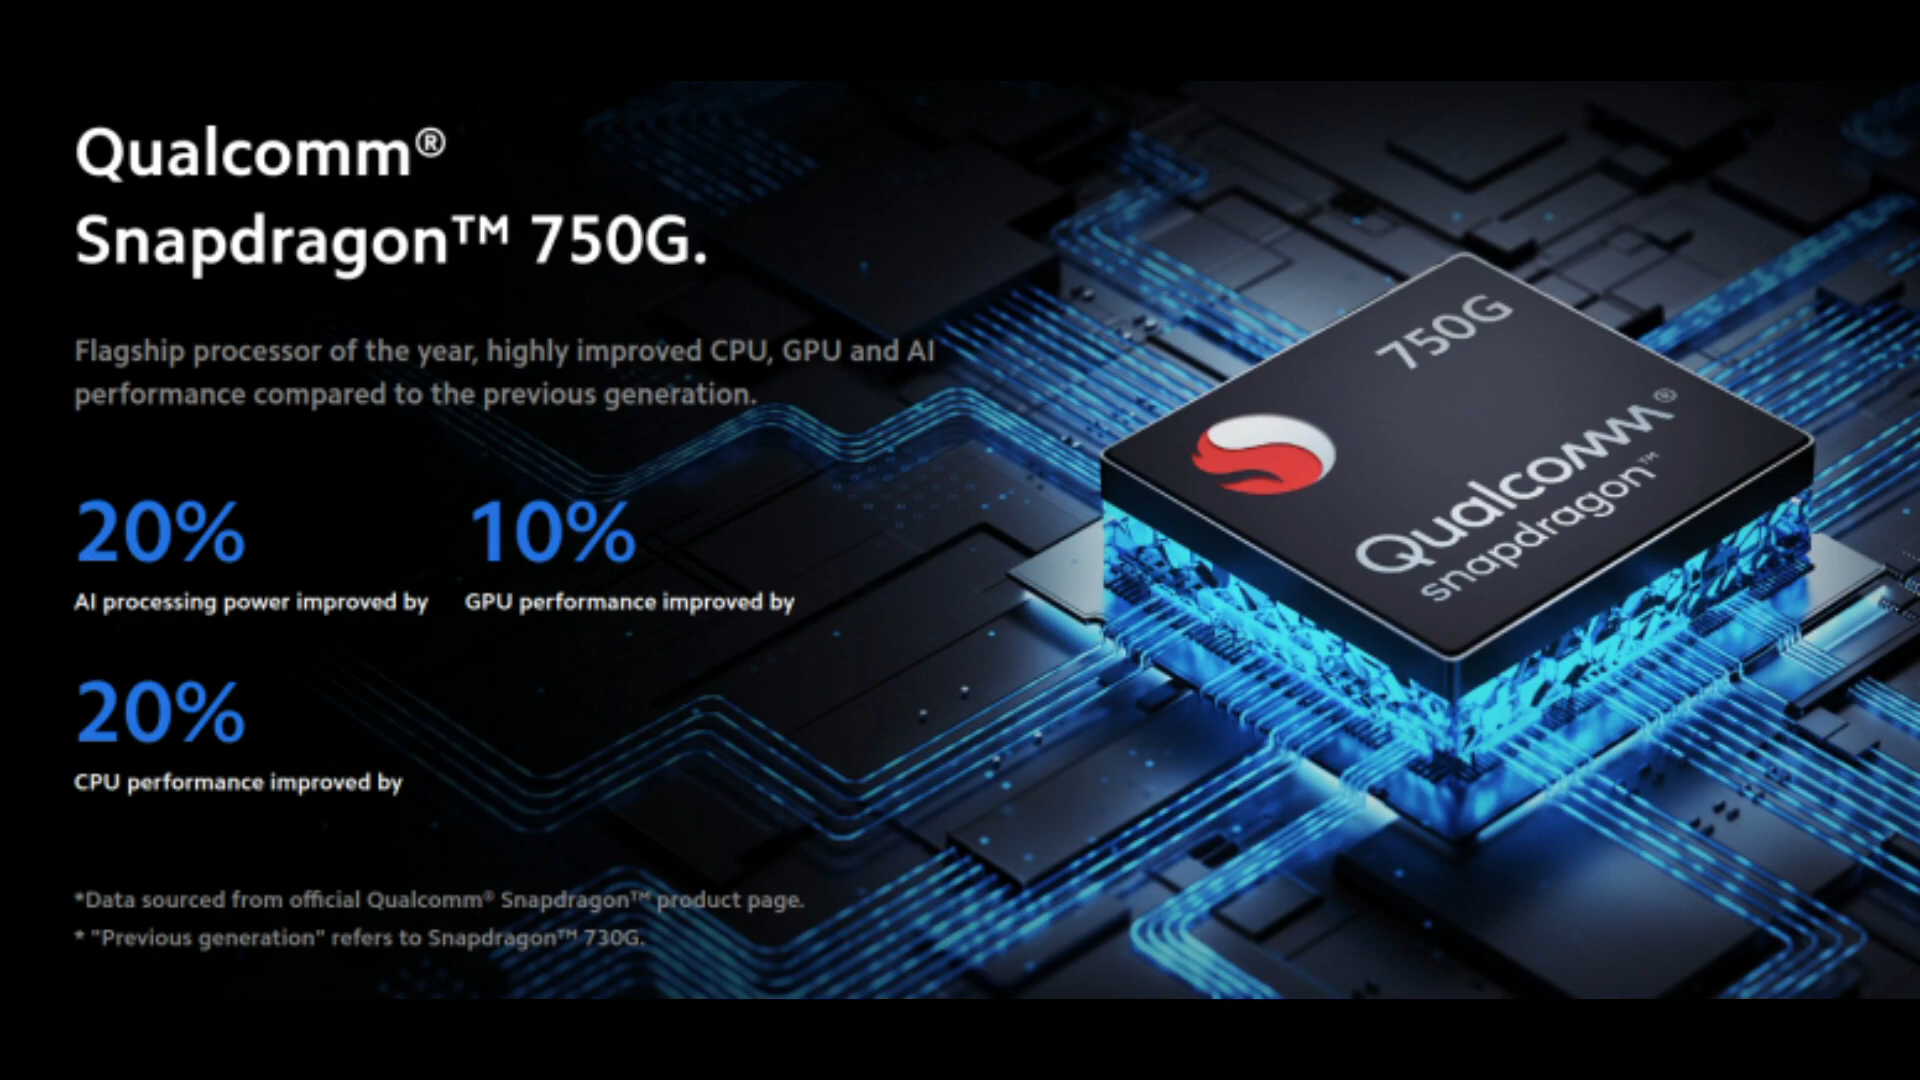 Qualcomm®
Snapdragon™ 750G.
Flagship processor of the year, highly improved CPU, GPU and AI
performance compared to the previous generation.
20%
AI processing power improved by
10%
GPU performance improved by
20%
CPU performance improved by
*Data sourced from official Qualcomm® Snapdragon™ product page.
* "Previous generation" refers to Snapdragon™ 730G.
750G
Qualcomm®
snapdragon™